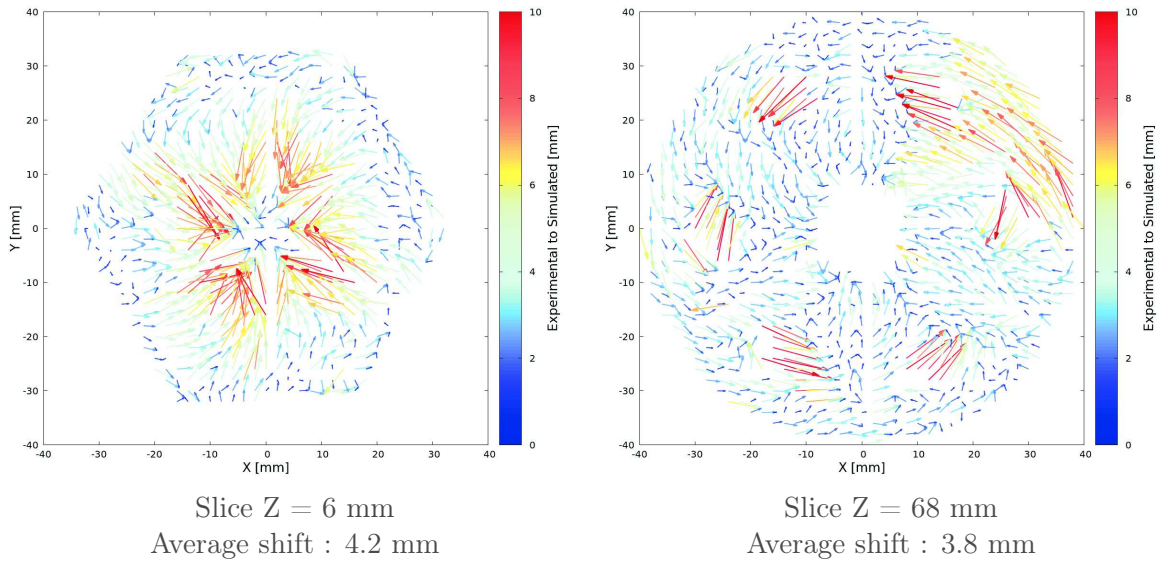 40
30
20
10
0
-10
-20
-30
-40
Y [mm]
-40 -30 -20 -10 0 10 20 30 40
X [mm]
10
8
6
4
2
0
Experimental to Simulated [mm]
Slice Z = 6 mm
Average shift : 4.2 mm
40
30
20
10
0
-10
-20
-30
-40
Y [mm]
-40 -30 -20 -10 0 10 20 30 40
X [mm]
10
8
6
4
2
0
Experimental to Simulated [mm]
Slice Z = 68 mm
Average shift : 3.8 mm